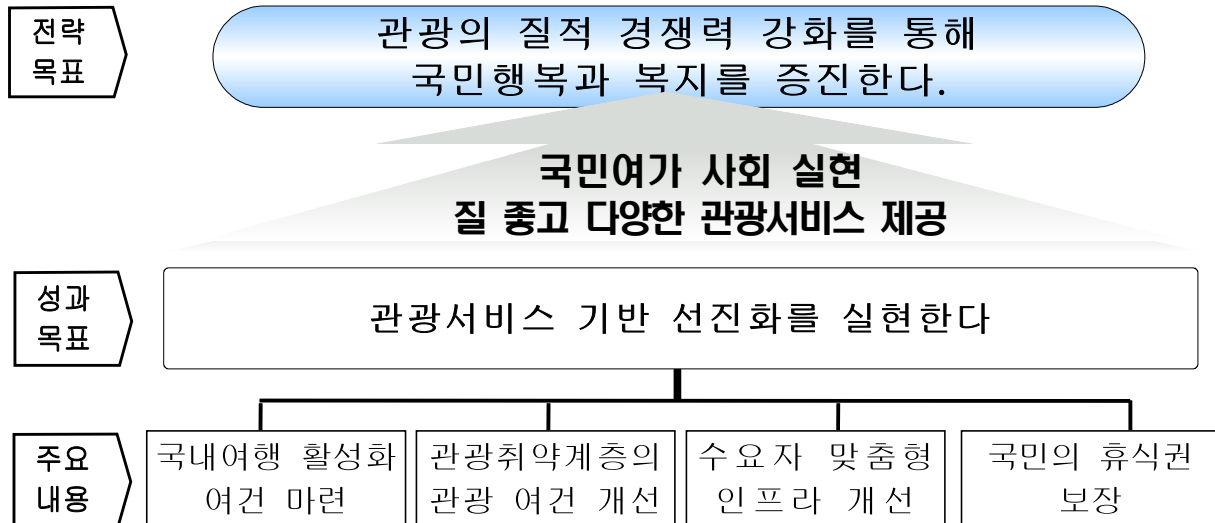 전략
목표
관광의 질적 경쟁력 강화를 통해
국민행복과 복지를 증진한다.
국민여가 사회 실현
질 좋고 다양한 관광서비스 제공
성과
목표
관광서비스 기반 선진화를 실현한다
주요
내용
국내여행 활성화
여건 마련
관광취약계층의
관광 여건 개선
수요자 맞춤형
인프라 개선
국민의 휴식권
보장